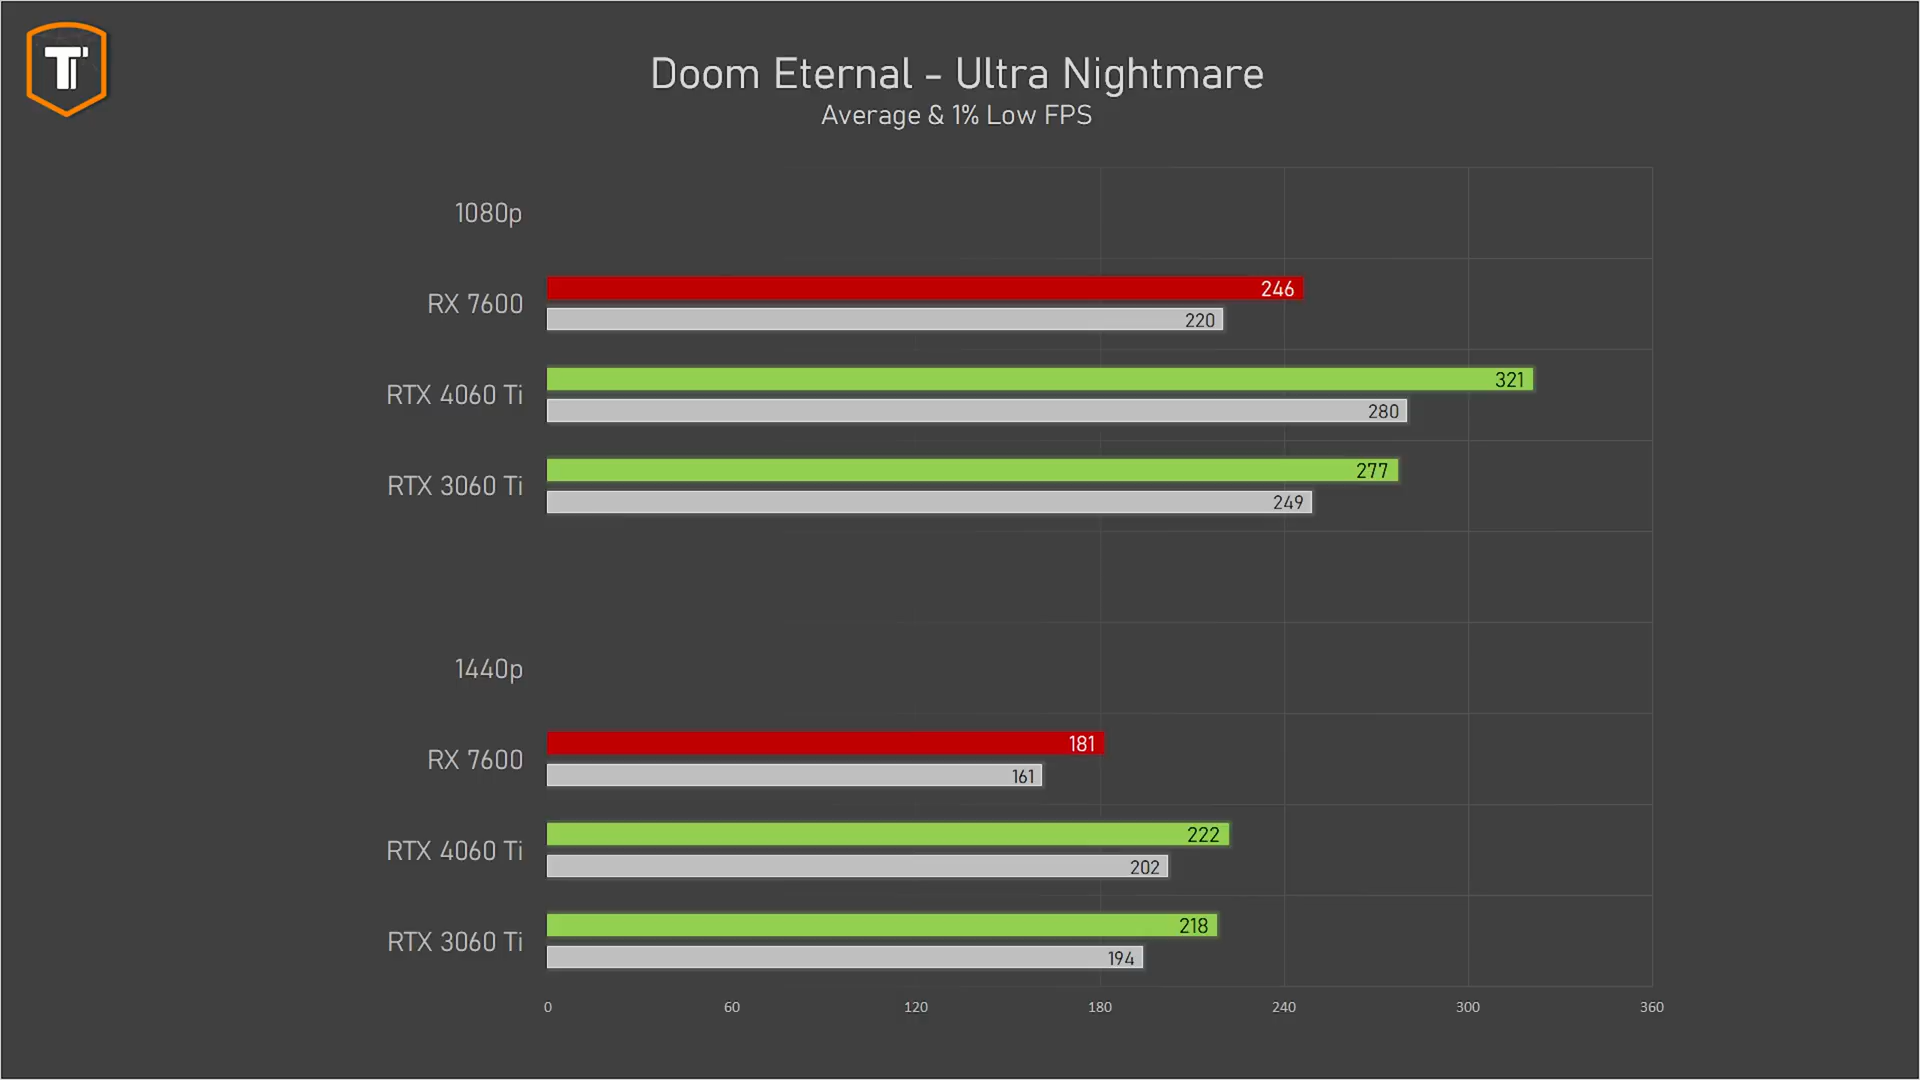 Ti
Doom Eternal - Ultra Nightmare
Average & 1% Low FPS
1080p
RX 7600
246
220
RTX 4060 Ti
321
280
RTX 3060 Ti
277
249
1440p
RX 7600
181
161
RTX 4060 Ti
222
202
RTX 3060 Ti
218
194
0 60 120 180 240 300 360